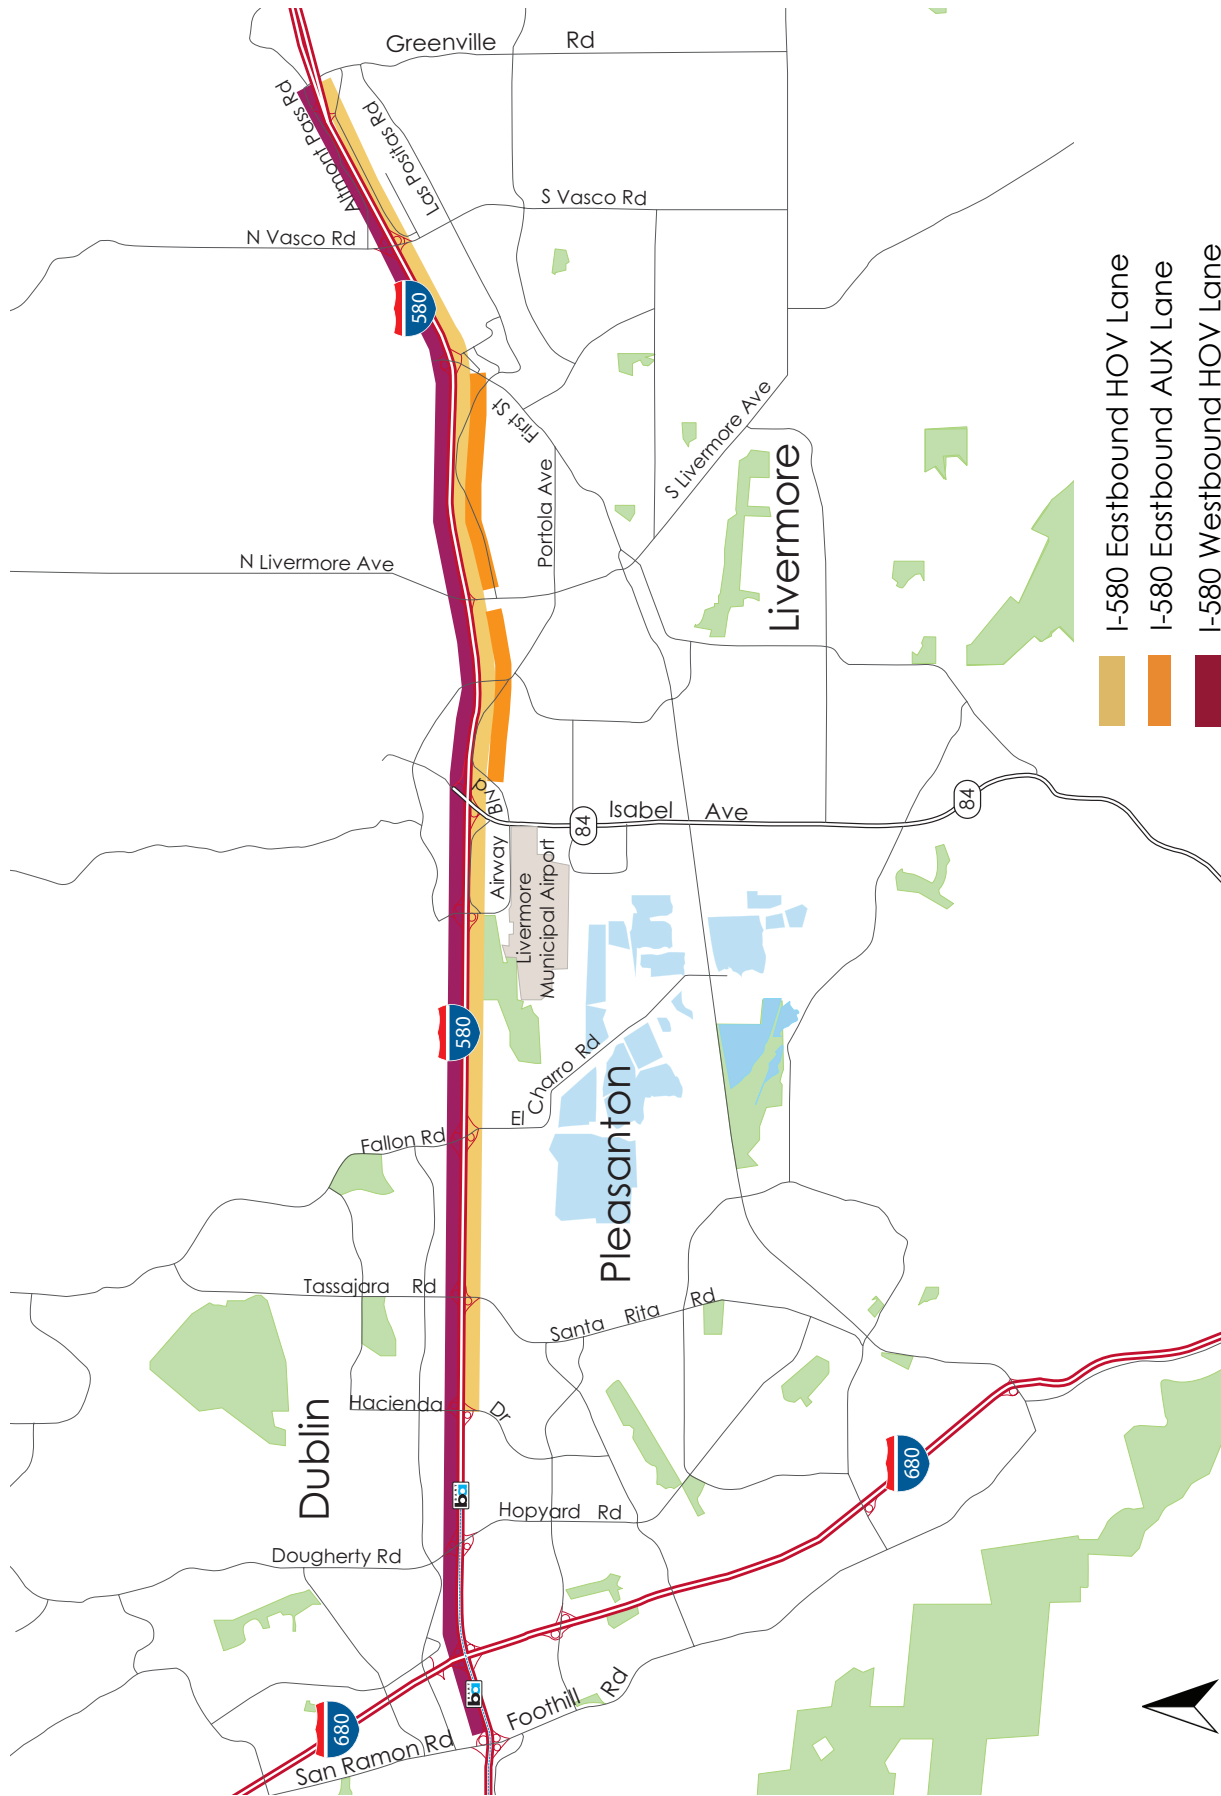 Greenville Rd
Altmont Pass Rd
Las Positas Rd
S Vasco Rd
N Vasco Rd
580
First St
Portola Ave
S Livermore Ave
Livermore
N Livermore Ave
Airway Blvd
84
Isabel Ave
84
Livermore
Municipal Airport
580
El Charro Rd
Fallon Rd
Pleasanton
Tassajara Rd
Santa Rita Rd
Hacienda Dr
Dublin
Hopyard Rd
Dougherty Rd
680
680
San Ramon Rd
Foothill Rd
I-580 Eastbound HOV Lane
I-580 Eastbound AUX Lane
I-580 Westbound HOV Lane